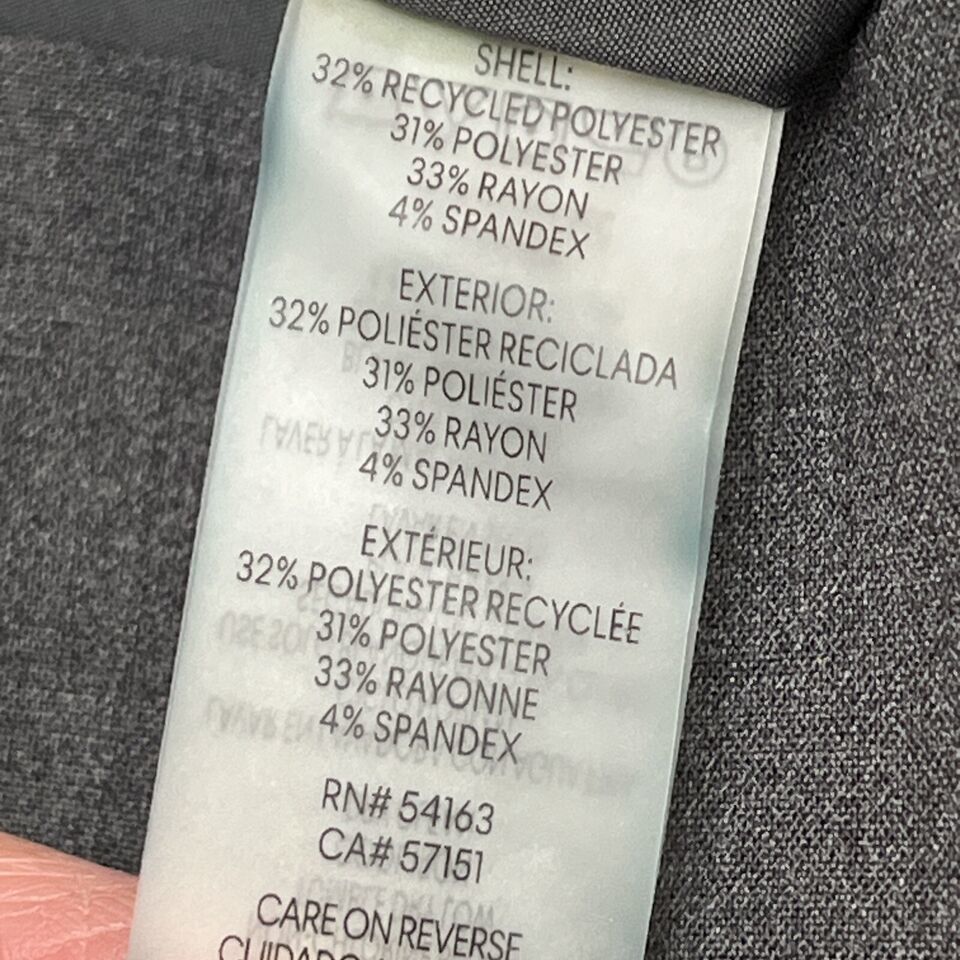 SHELL:
32% RECYCLED POLYESTER
31% POLYESTER
33% RAYON
4% SPANDEX
EXTERIOR:
32% POLIÉSTER RECICLADA
31% POLIÉSTER
33% RAYON
4% SPANDEX
EXTÉRIEUR:
32% POLYESTER RECYCLÉE
31% POLYESTER
33% RAYONNE
4% SPANDEX
RN# 54163
CA# 57151
CARE ON REVERSE